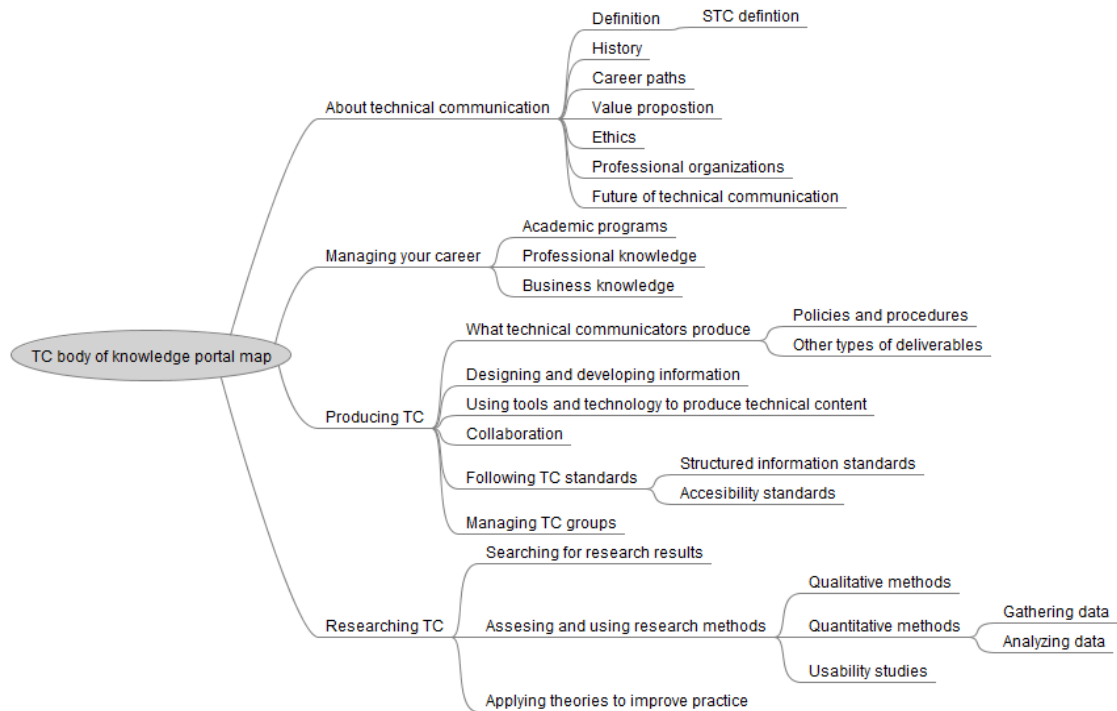 TC body of knowledge portal map
About technical communication
Definition
STC defintion
History
Career paths
Value propostion
Ethics
Professional organizations
Future of technical communication
Managing your career
Academic programs
Professional knowledge
Business knowledge
Producing TC
What technical communicators produce
Policies and procedures
Other types of deliverables
Designing and developing information
Using tools and technology to produce technical content
Collaboration
Following TC standards
Structured information standards
Accesibility standards
Managing TC groups
Researching TC
Searching for research results
Assesing and using research methods
Qualitative methods
Quantitative methods
Gathering data
Analyzing data
Usability studies
Applying theories to improve practice